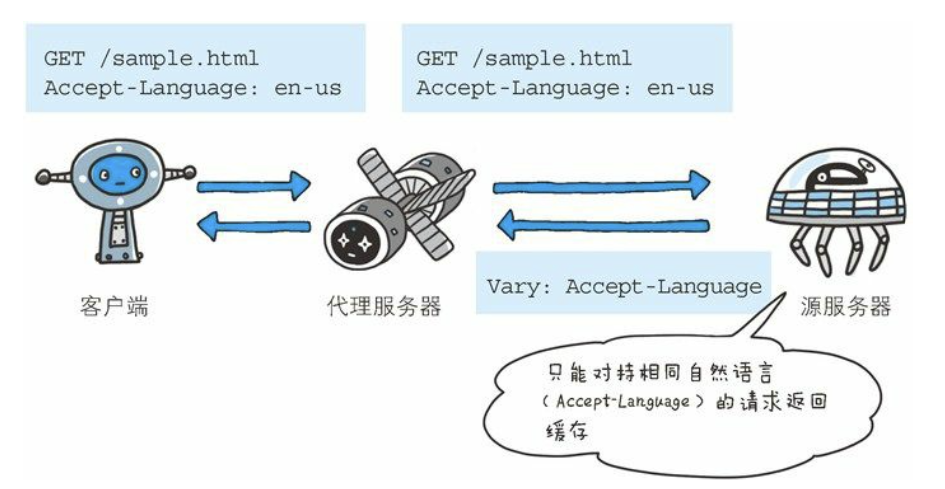 GET /sample.html
Accept-Language: en-us
GET /sample.html
Accept-Language: en-us
客户端
代理服务器
Vary: Accept-Language
源服务器
只能对持相同自然语言
(Accept-Language)的请求返回
缓存